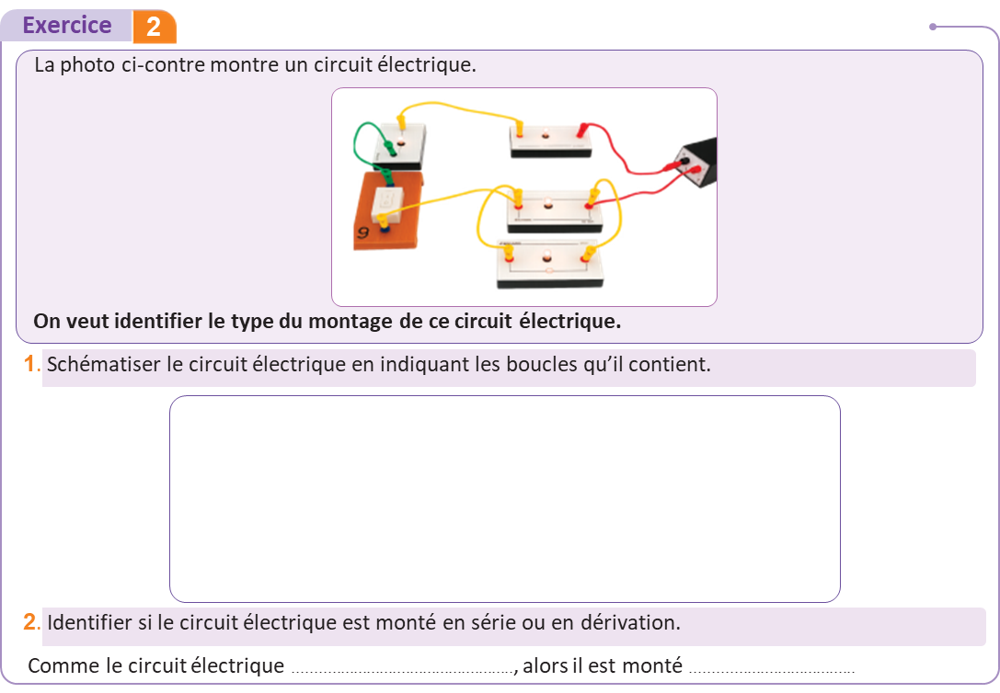 Exercice 2
La photo ci-contre montre un circuit électrique.
9
On veut identifier le type du montage de ce circuit électrique.
1. Schématiser le circuit électrique en indiquant les boucles qu’il contient.
2. Identifier si le circuit électrique est monté en série ou en dérivation.
Comme le circuit électrique ................................................, alors il est monté ....................................